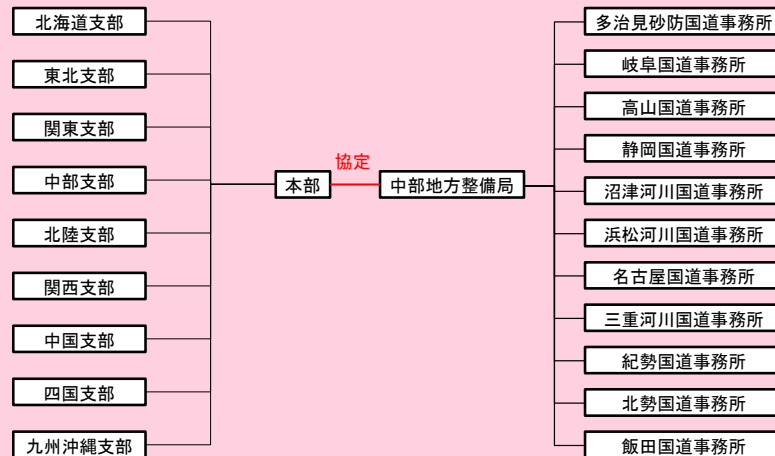 北海道支部
東北支部
関東支部
中部支部
北陸支部
関西支部
中国支部
四国支部
九州沖縄支部
本部
協定
中部地方整備局
多治見砂防国道事務所
岐阜国道事務所
高山国道事務所
静岡国道事務所
沼津河川国道事務所
浜松河川国道事務所
名古屋国道事務所
三重河川国道事務所
紀勢国道事務所
北勢国道事務所
飯田国道事務所